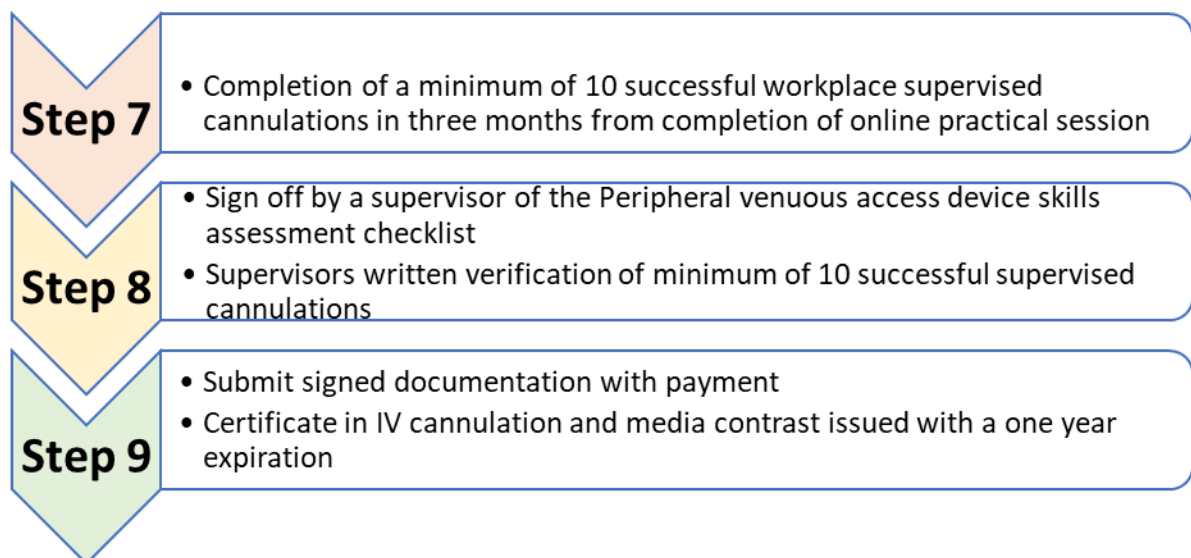 Step 7
• Completion of a minimum of 10 successful workplace supervised
cannulations in three months from completion of online practical session
Step 8
• Sign off by a supervisor of the Peripheral venuous access device skills
assessment checklist
• Supervisors written verification of minimum of 10 successful supervised
cannulations
Step 9
• Submit signed documentation with payment
• Certificate in IV cannulation and media contrast issued with a one year
expiration